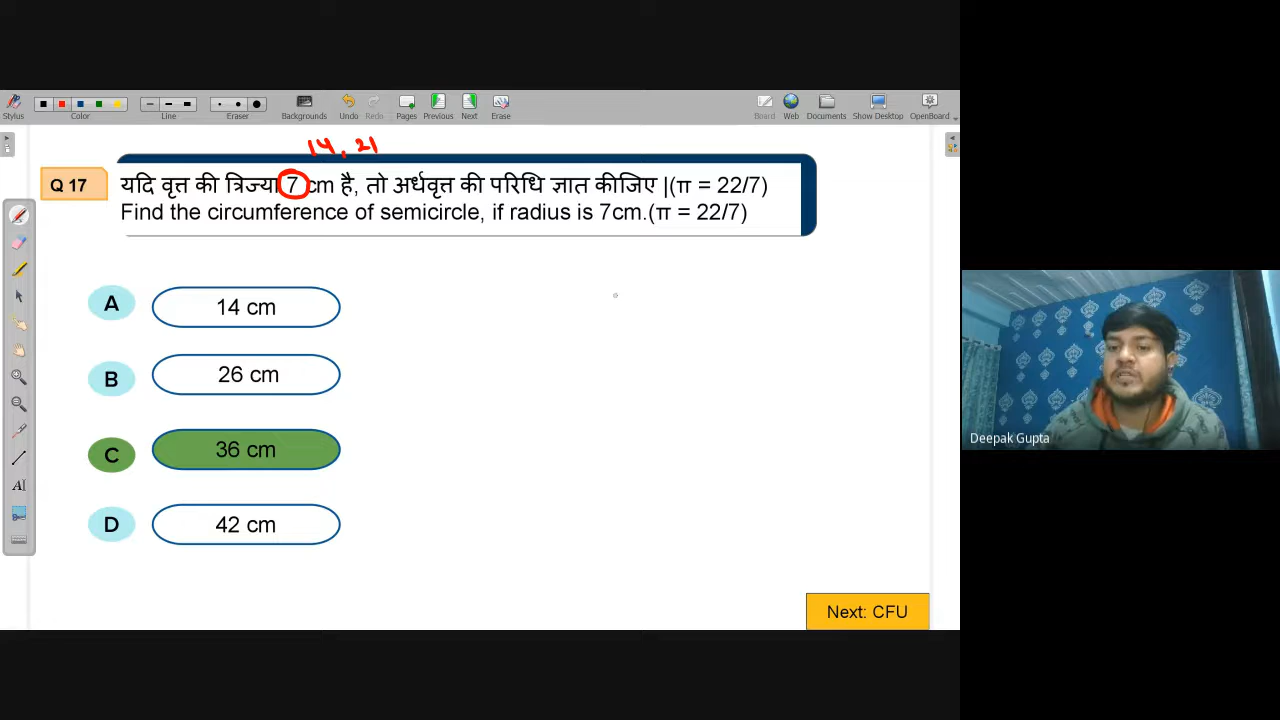 Stylus
Color
Line
Eraser
Backgrounds
Undo
Redo
Pages
Previous
Next
Erase
Board
Web
Documents
Show Desktop
OpenBoard
14, 21
Q 17
यदि वृत्त की त्रिज्या 7 cm है, तो अर्धवृत्त की परिधि ज्ञात कीजिए |(π = 22/7)
Find the circumference of semicircle, if radius is 7cm.(π = 22/7)
A
14 cm
B
26 cm
C
36 cm
D
42 cm
Deepak Gupta
Next: CFU